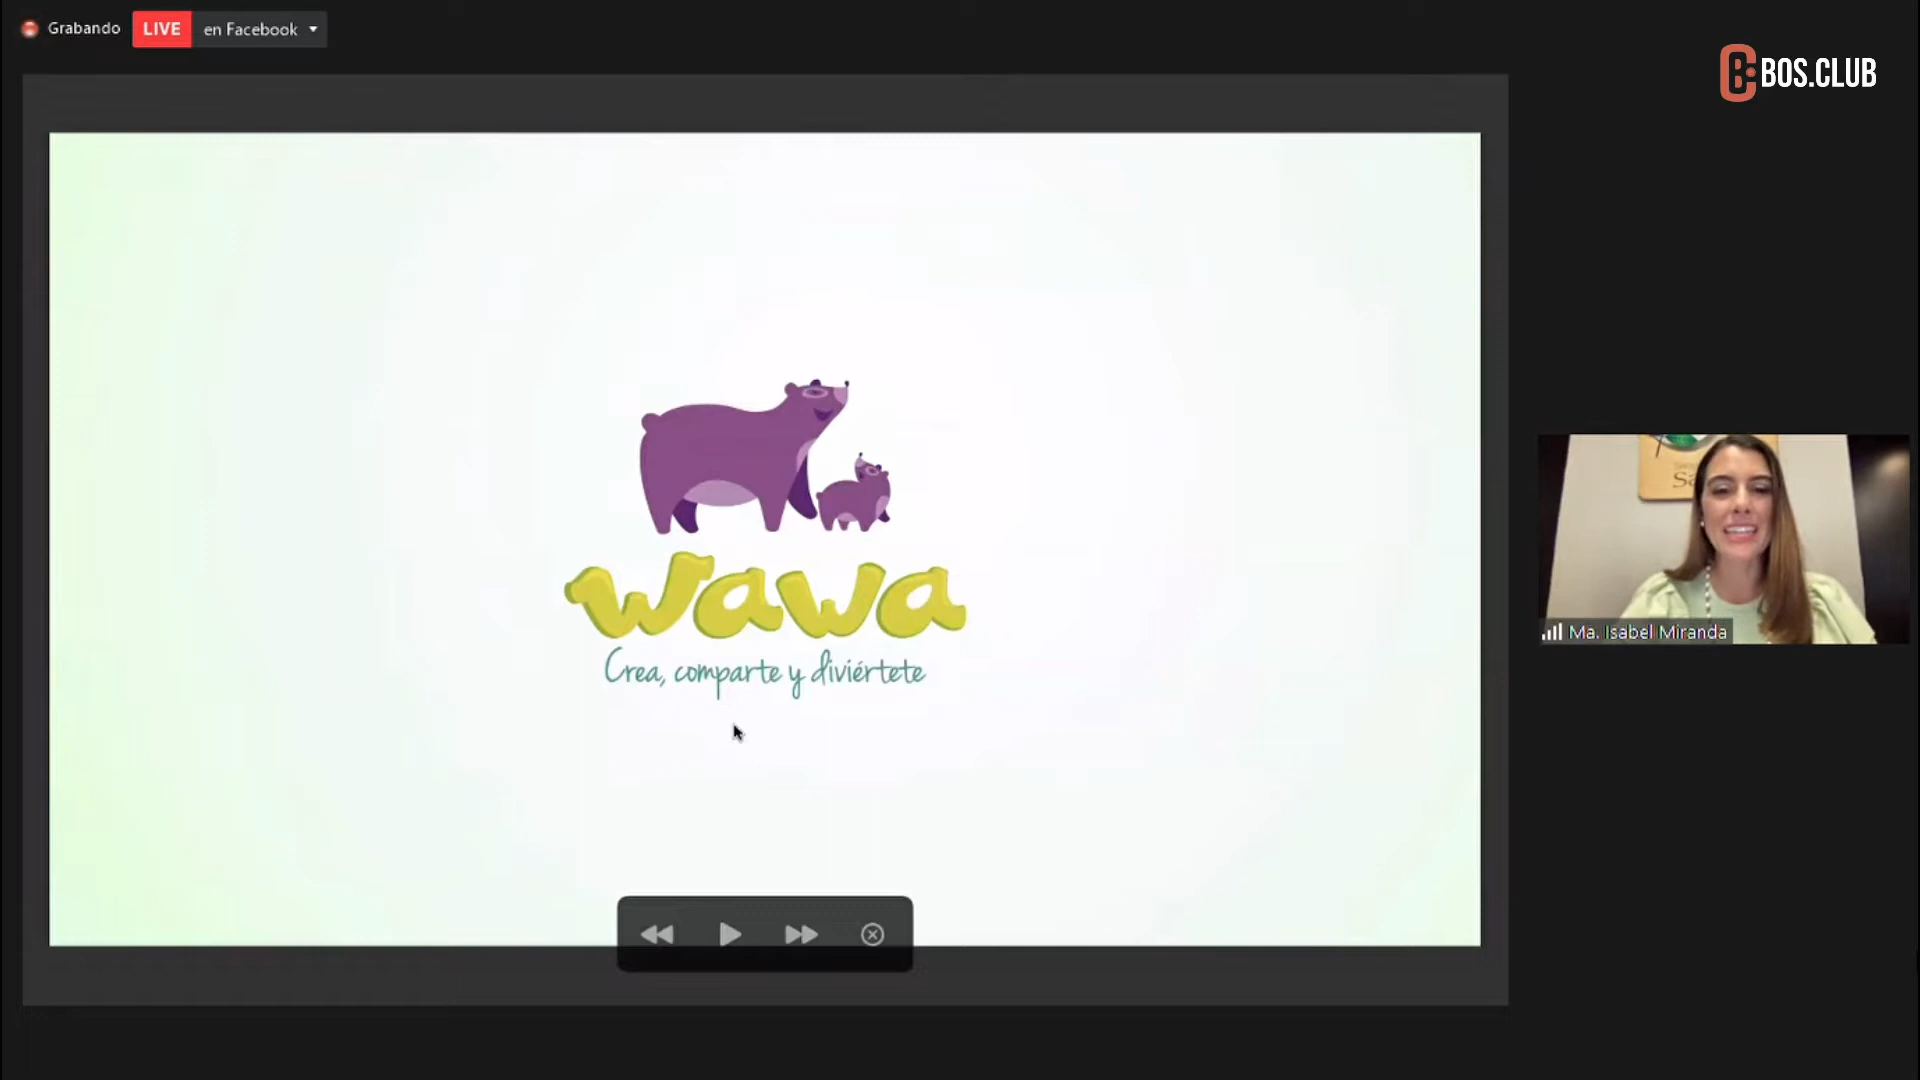 Grabando
LIVE
en Facebook
BOS.CLUB
wawa
Crea, comparte y diviértete
Ma. Isabel Miranda